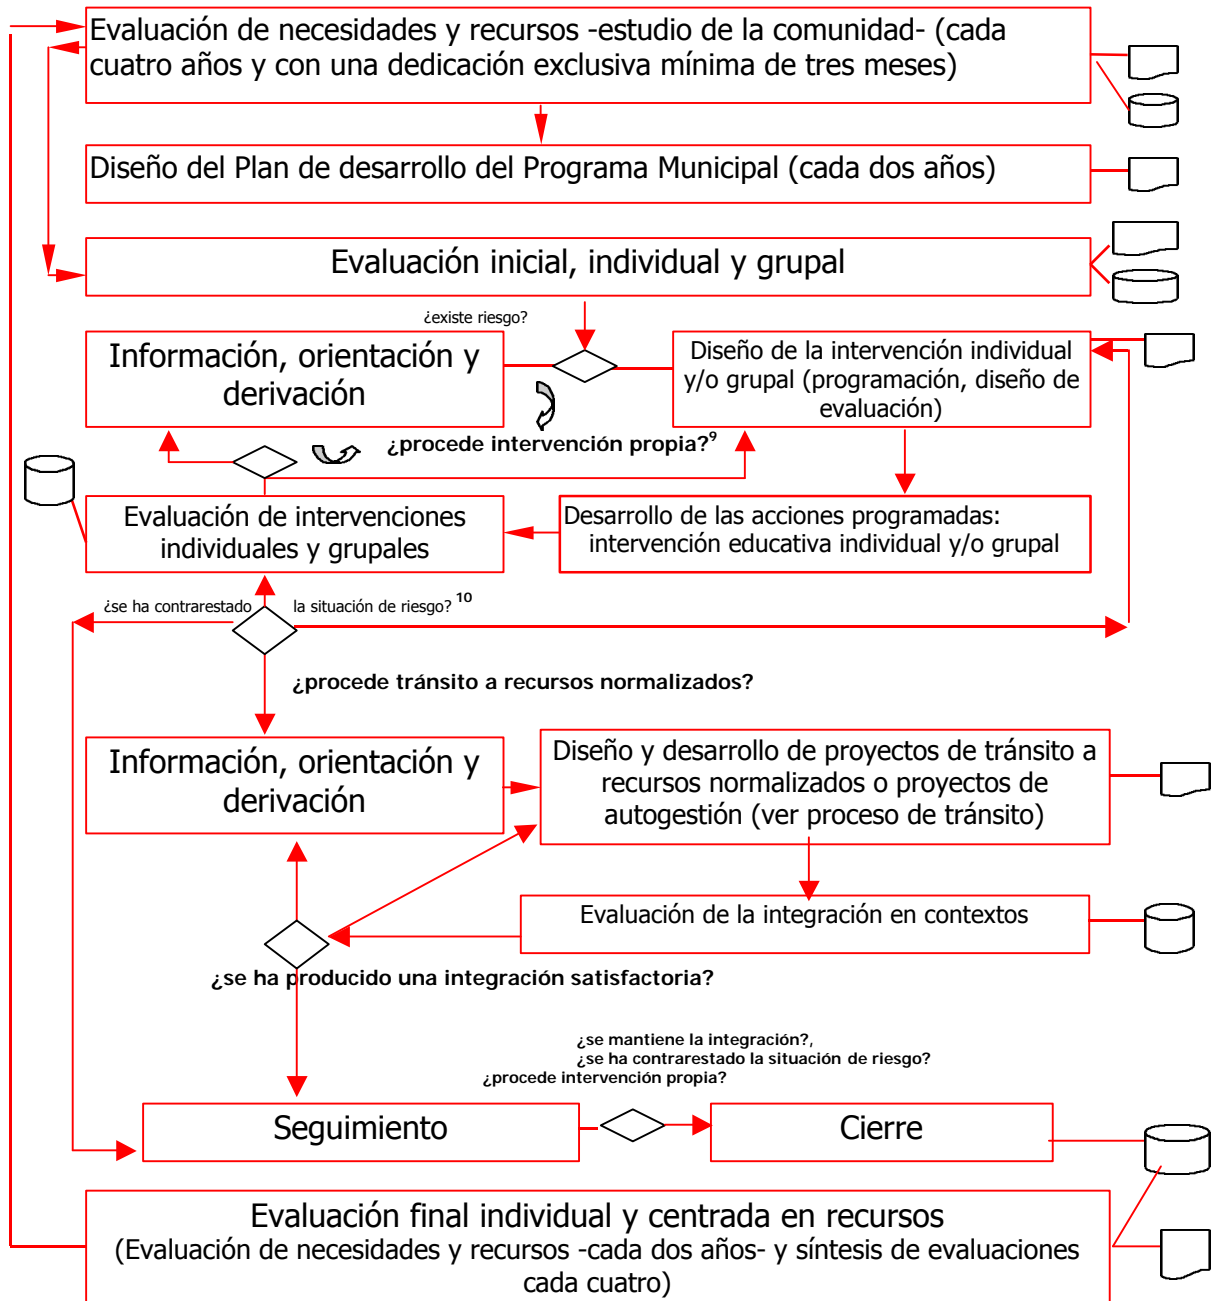 Evaluación de necesidades y recursos -estudio de la comunidad- (cada
cuatro años y con una dedicación exclusiva mínima de tres meses)
Diseño del Plan de desarrollo del Programa Municipal (cada dos años)
Evaluación inicial, individual y grupal
¿existe riesgo?
Información, orientación y
derivación
Diseño de la intervención individual
y/o grupal (programación, diseño de
evaluación)
¿procede intervención propia?⁹
Evaluación de intervenciones
individuales y grupales
Desarrollo de las acciones programadas:
intervención educativa individual y/o grupal
¿se ha contrarestado la situación de riesgo? ¹⁰
¿procede tránsito a recursos normalizados?
Información, orientación y
derivación
Diseño y desarrollo de proyectos de tránsito a
recursos normalizados o proyectos de
autogestión (ver proceso de tránsito)
Evaluación de la integración en contextos
¿se ha producido una integración satisfactoria?
¿se mantiene la integración?,
¿se ha contrarestado la situación de riesgo?
¿procede intervención propia?
Seguimiento
Cierre
Evaluación final individual y centrada en recursos
(Evaluación de necesidades y recursos -cada dos años- y síntesis de evaluaciones
cada cuatro)